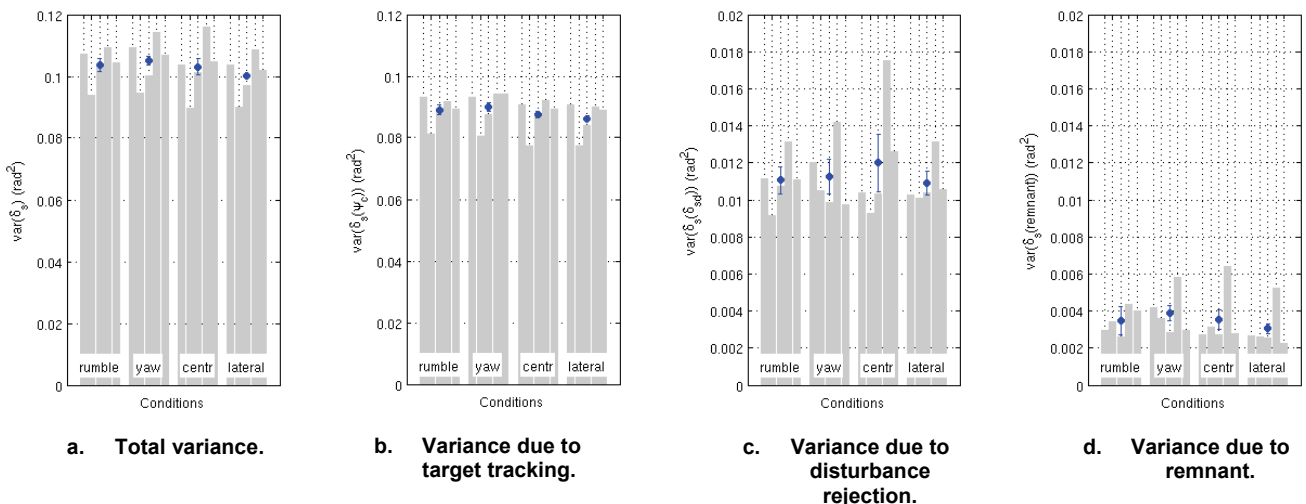 0.12
0.1
0.08
0.06
0.04
0.02
0
var(δs) (rad²)
rumble yaw centr lateral
Conditions
a. Total variance.
0.12
0.1
0.08
0.06
0.04
0.02
0
var(δs(ψc)) (rad²)
rumble yaw centr lateral
Conditions
b. Variance due to
target tracking.
0.02
0.018
0.016
0.014
0.012
0.01
0.008
0.006
0.004
0.002
0
var(δs(δsd)) (rad²)
rumble yaw centr lateral
Conditions
c. Variance due to
disturbance
rejection.
0.02
0.018
0.016
0.014
0.012
0.01
0.008
0.006
0.004
0.002
0
var(δs(remnant)) (rad²)
rumble yaw centr lateral
Conditions
d. Variance due to
remnant.